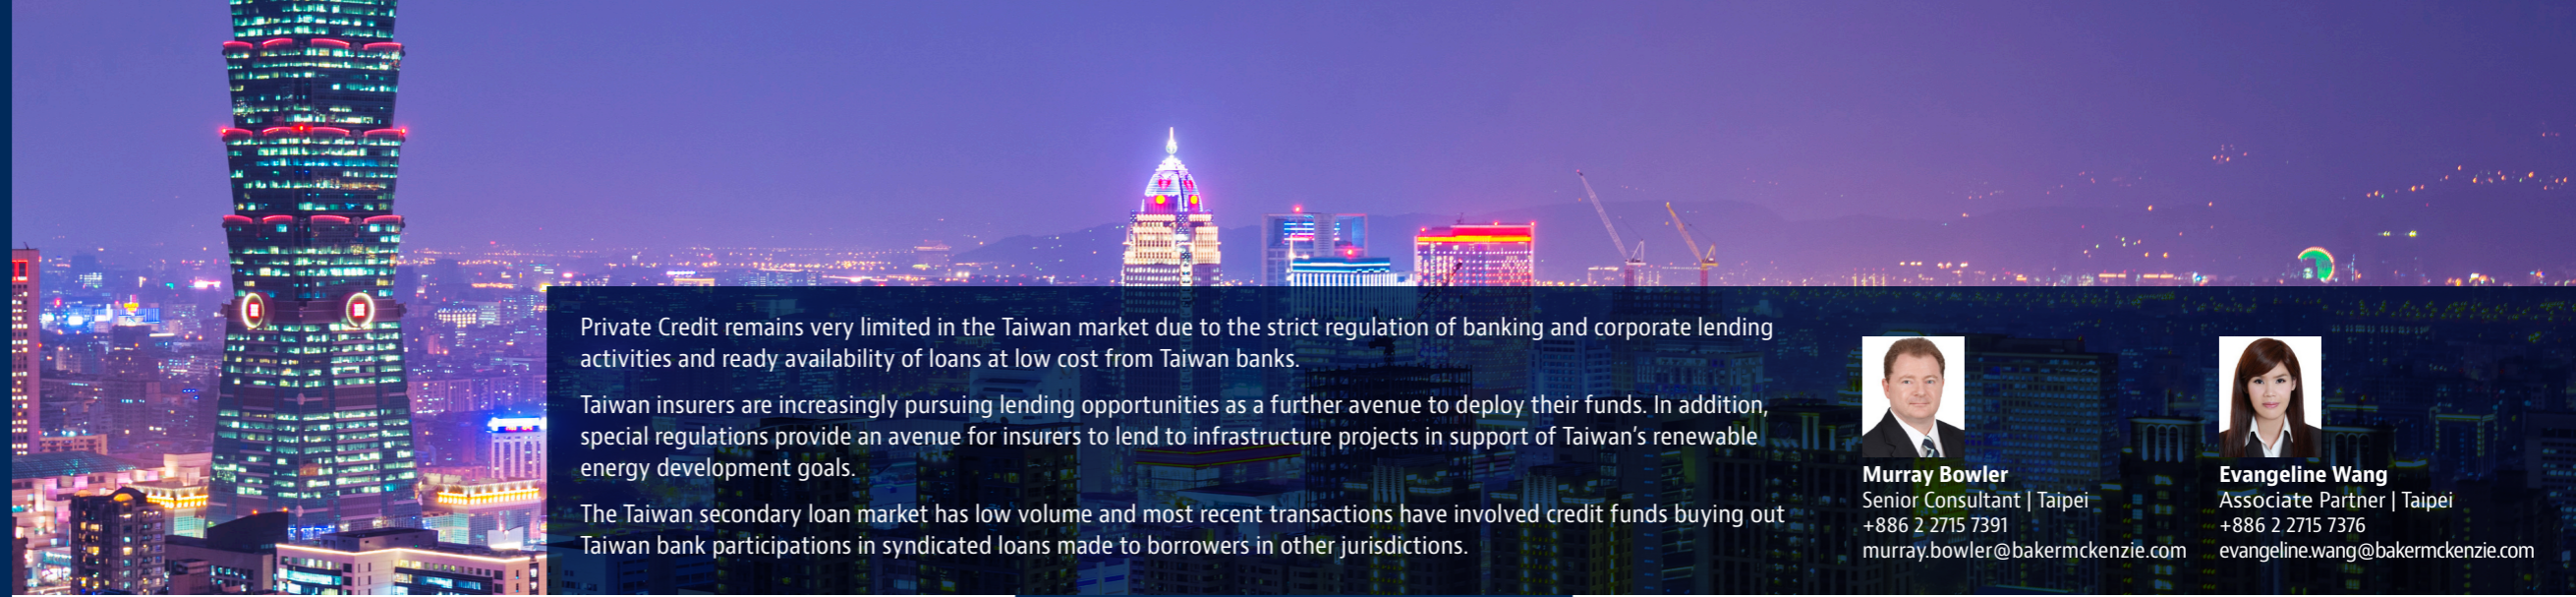 Private Credit remains very limited in the Taiwan market due to the strict regulation of banking and corporate lending
activities and ready availability of loans at low cost from Taiwan banks.
Taiwan insurers are increasingly pursuing lending opportunities as a further avenue to deploy their funds. In addition,
special regulations provide an avenue for insurers to lend to infrastructure projects in support of Taiwan’s renewable
energy development goals.
The Taiwan secondary loan market has low volume and most recent transactions have involved credit funds buying out
Taiwan bank participations in syndicated loans made to borrowers in other jurisdictions.
Murray Bowler
Senior Consultant | Taipei
+886 2 2715 7391
murray.bowler@bakermckenzie.com
Evangeline Wang
Associate Partner | Taipei
+886 2 2715 7376
evangeline.wang@bakermckenzie.com